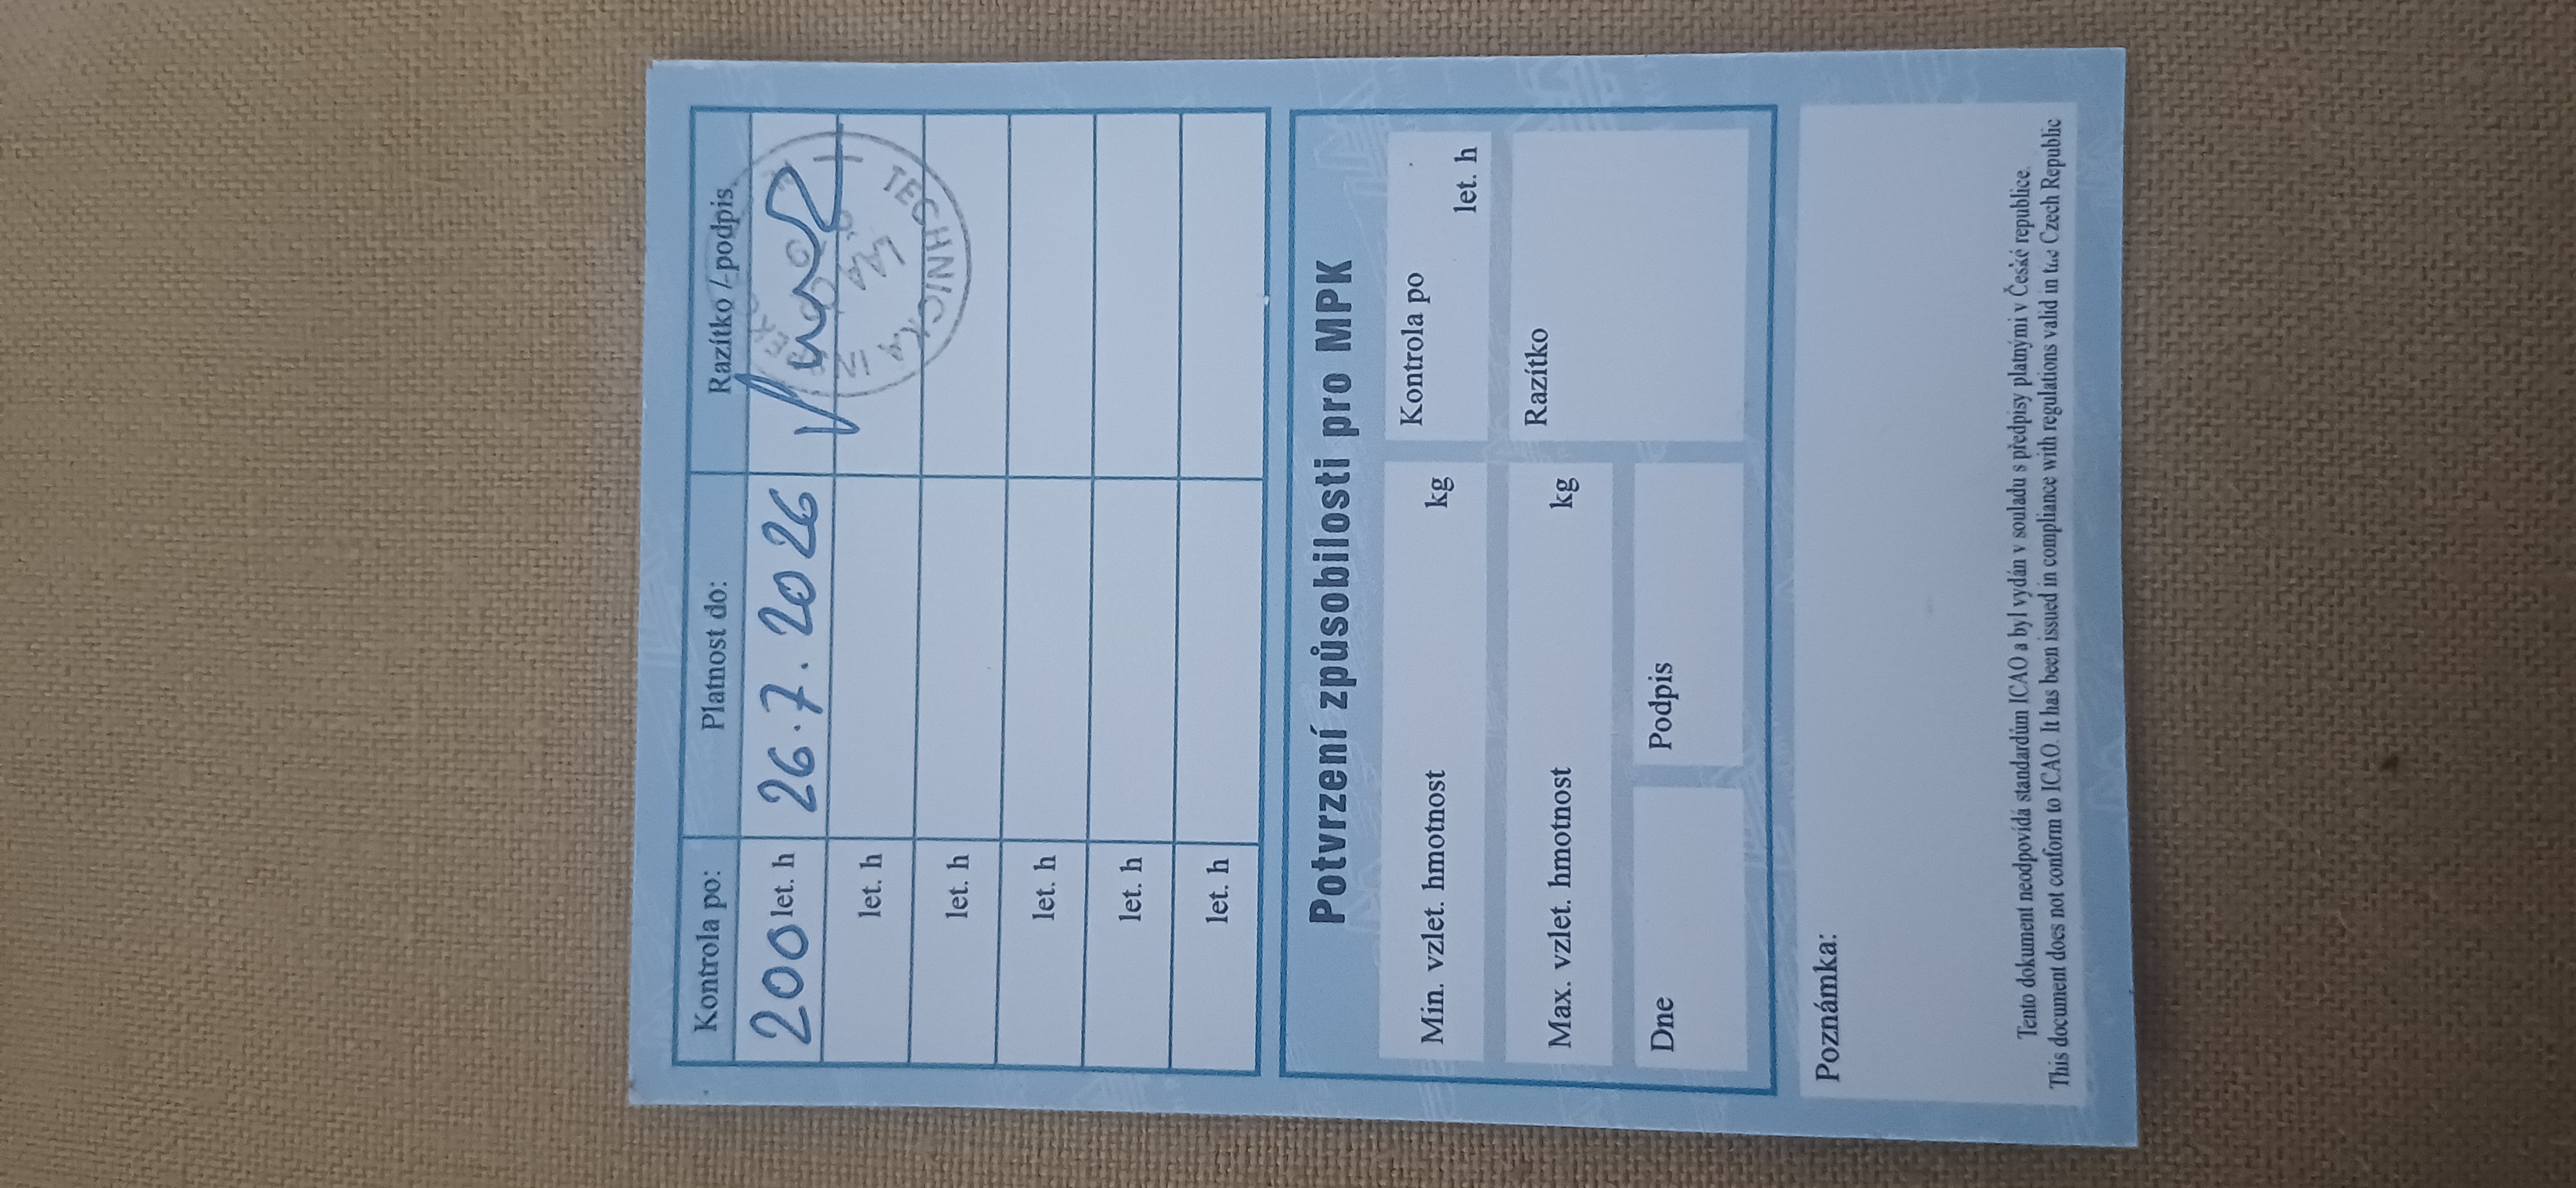 Kontrola po: Platnost do: Razítko / podpis
200 let. h 26.7.2026
let. h
let. h
let. h
let. h
let. h
TECHNICKÝ
Potvrzení způsobilosti pro MPK
Min. vzlet. hmotnost kg Kontrola po let. h
Max. vzlet. hmotnost kg Razítko
Dne Podpis
Poznámka:
Tento dokument neodpovídá standardům ICAO a byl vydán v souladu s předpisy platnými v České republice.
This document does not conform to ICAO. It has been issued in compliance with regulations valid in the Czech Republic